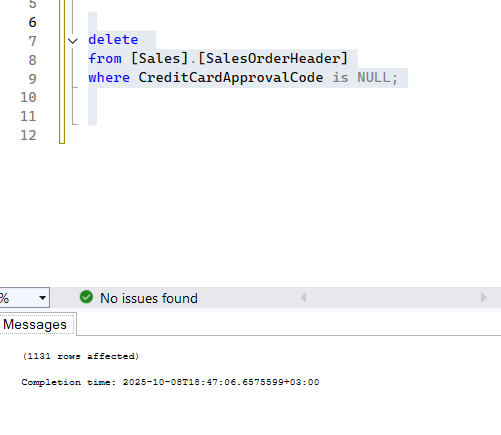 5
6
7 delete
8 from [Sales].[SalesOrderHeader]
9 where CreditCardApprovalCode is NULL;
10
11
12
% No issues found
Messages
(1131 rows affected)
Completion time: 2025-10-08T18:47:06.6575599+03:00